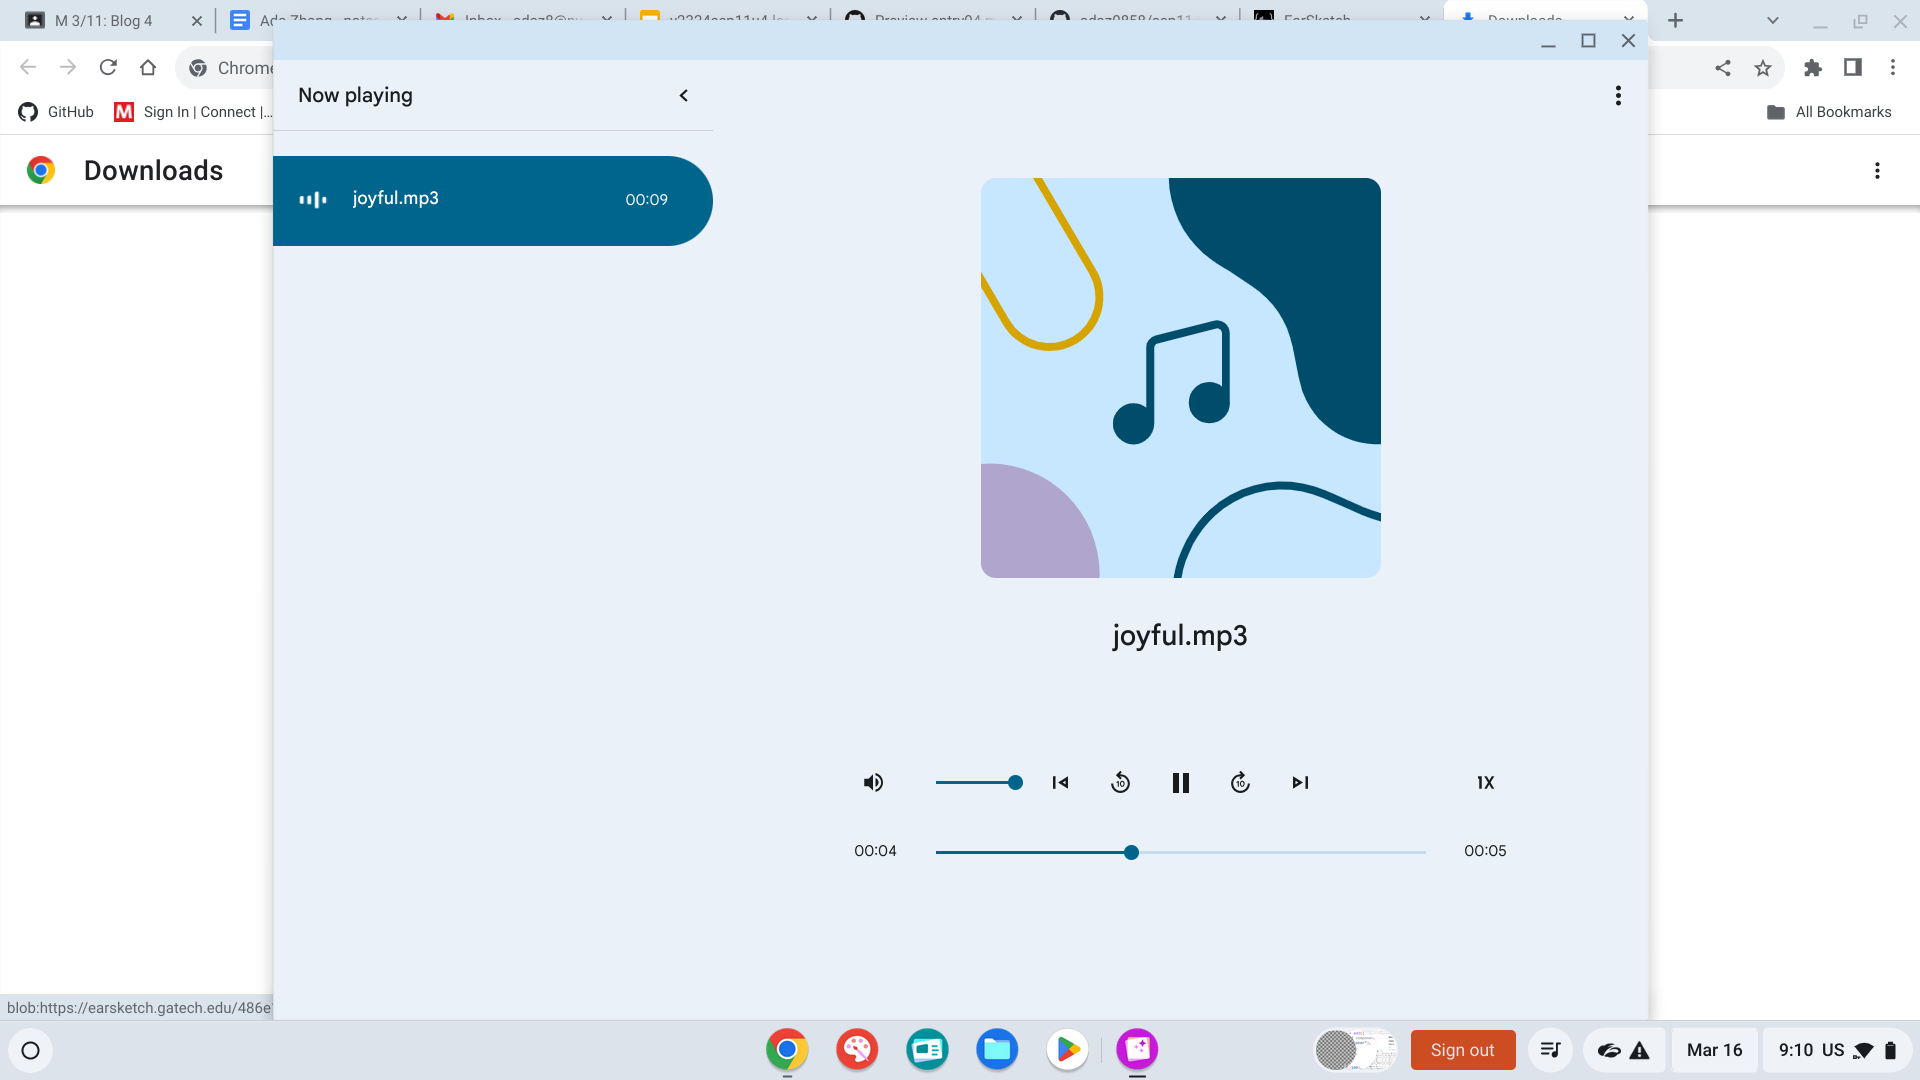 M 3/11: Blog 4
Chrome
GitHub
Sign In | Connect |...
All Bookmarks
Downloads
Now playing
joyful.mp3
00:09
joyful.mp3
10
10
1X
00:04
00:05
blob:https://earsketch.gatech.edu/486e
Sign out
Mar 16
9:10 US